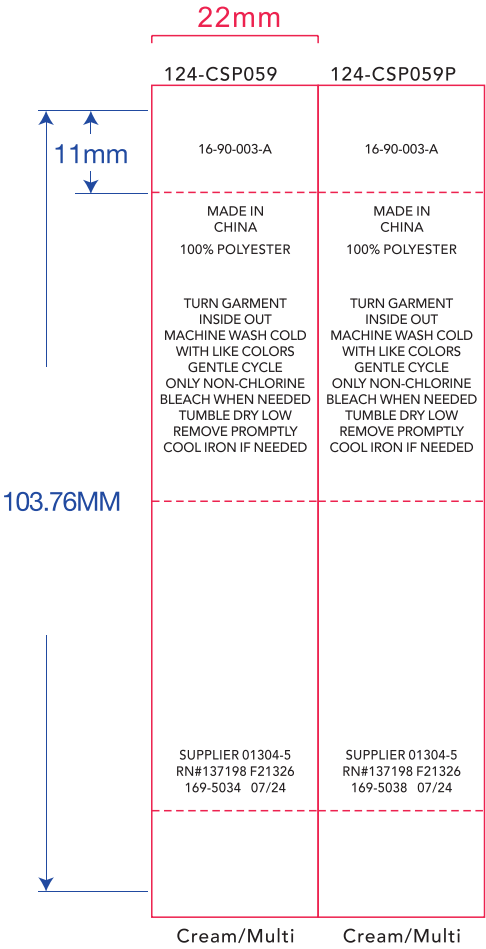 22mm
124-CSP059
124-CSP059P
11mm
103.76MM
16-90-003-A
MADE IN
CHINA
100% POLYESTER
TURN GARMENT
INSIDE OUT
MACHINE WASH COLD
WITH LIKE COLORS
GENTLE CYCLE
ONLY NON-CHLORINE
BLEACH WHEN NEEDED
TUMBLE DRY LOW
REMOVE PROMPTLY
COOL IRON IF NEEDED
SUPPLIER 01304-5
RN#137198 F21326
169-5034 07/24
Cream/Multi
16-90-003-A
MADE IN
CHINA
100% POLYESTER
TURN GARMENT
INSIDE OUT
MACHINE WASH COLD
WITH LIKE COLORS
GENTLE CYCLE
ONLY NON-CHLORINE
BLEACH WHEN NEEDED
TUMBLE DRY LOW
REMOVE PROMPTLY
COOL IRON IF NEEDED
SUPPLIER 01304-5
RN#137198 F21326
169-5038 07/24
Cream/Multi